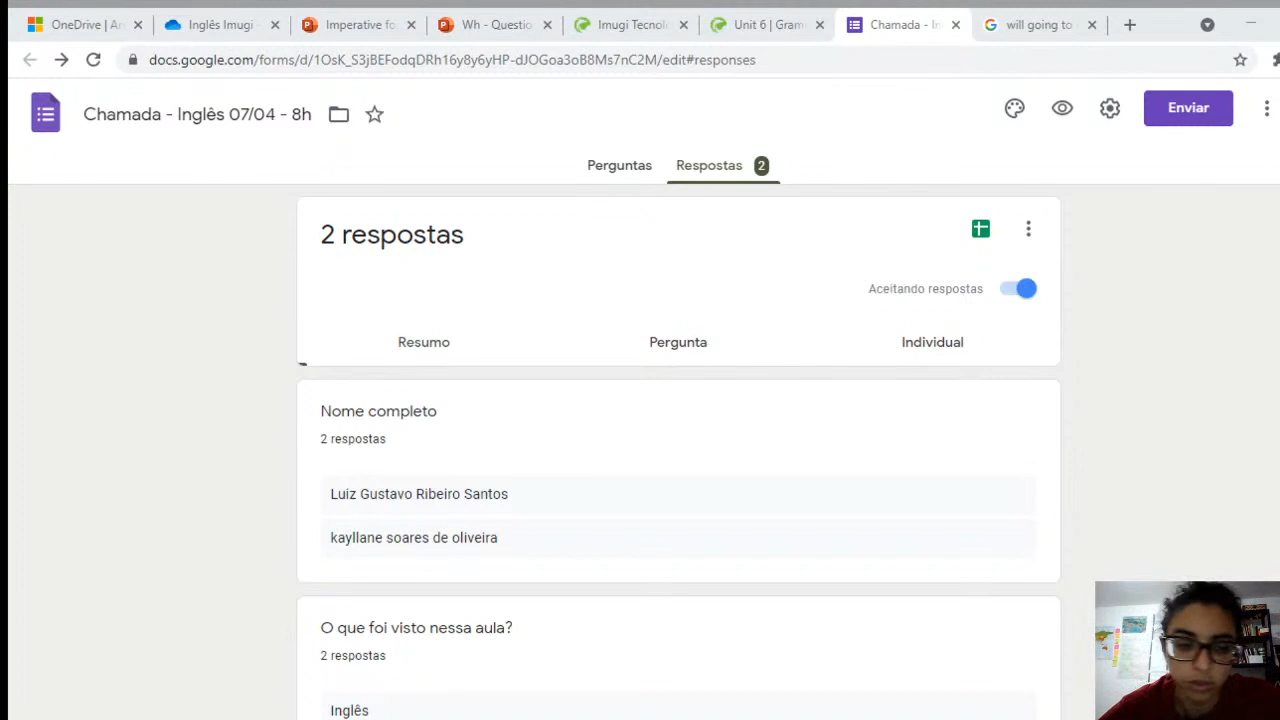 OneDrive | Ar
Inglês Imugi -
Imperative fo
Wh - Questio
Imugi Tecnol
Unit 6 | Gram
Chamada - In
will going to
docs.google.com/forms/d/1OsK_S3jBEFodqDRh16y8y6yHP-dJOGoa3oB8Ms7nC2M/edit#responses
Chamada - Inglês 07/04 - 8h
Enviar
Perguntas
Respostas 2
2 respostas
Aceitando respostas
Resumo
Pergunta
Individual
Nome completo
2 respostas
Luiz Gustavo Ribeiro Santos
kayllane soares de oliveira
O que foi visto nessa aula?
2 respostas
Inglês